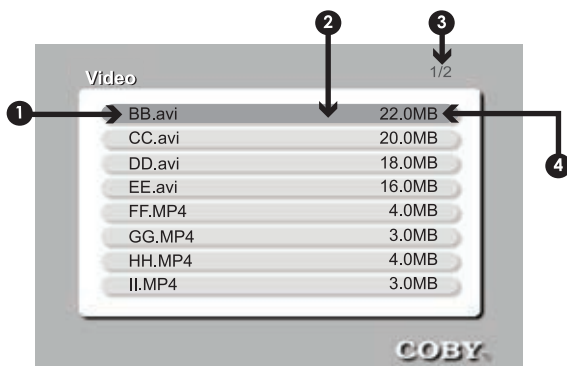 2 3
Video 1/2
1 BB.avi 22.0MB
CC.avi 20.0MB
4
DD.avi 18.0MB
EE.avi 16.0MB
FF.MP4 4.0MB
GG.MP4 3.0MB
HH.MP4 4.0MB
II.MP4 3.0MB
COBY